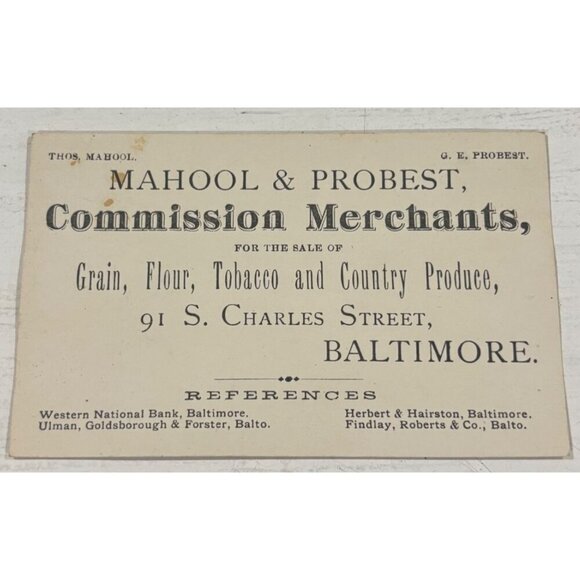 THOS. MAHOOL.
G. E. PROBEST.
MAHOOL & PROBEST,
Commission Merchants,
FOR THE SALE OF
Grain, Flour, Tobacco and Country Produce,
91 S. CHARLES STREET,
BALTIMORE.
REFERENCES
Western National Bank, Baltimore.
Ulman, Goldsborough & Forster, Balto.
Herbert & Hairston, Baltimore.
Findlay, Roberts & Co., Balto.